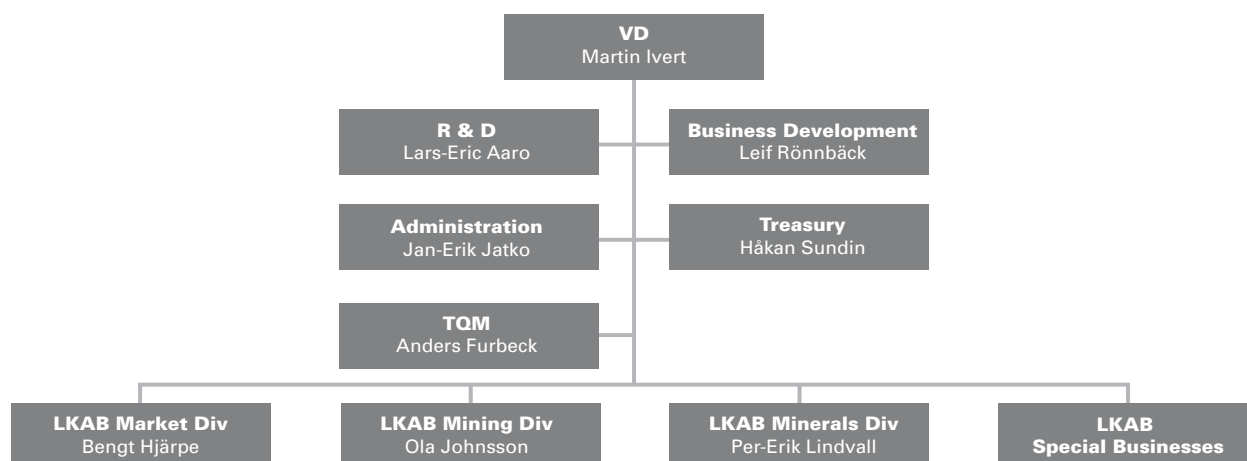 VD
Martin Ivert
R & D
Lars-Eric Aaro
Business Development
Leif Rönnbäck
Administration
Jan-Erik Jatko
Treasury
Håkan Sundin
TQM
Anders Furbeck
LKAB Market Div
Bengt Hjärpe
LKAB Mining Div
Ola Johnsson
LKAB Minerals Div
Per-Erik Lindvall
LKAB
Special Businesses